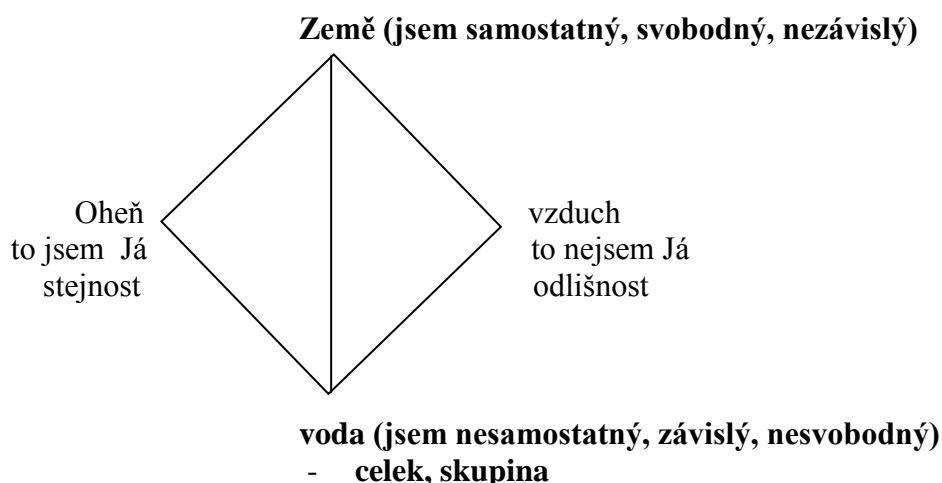 Země (jsem samostatný, svobodný, nezávislý)
Oheň
to jsem Já
stejnost
vzduch
to nejsem Já
odlišnost
voda (jsem nesamostatný, závislý, nesvobodný)
- celek, skupina